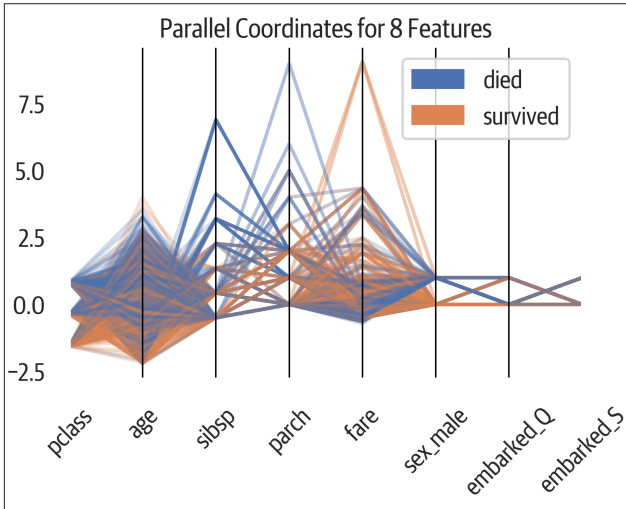 Parallel Coordinates for 8 Features
died
survived
7.5
5.0
2.5
0.0
−2.5
pclass
age
sibsp
parch
fare
sex_male
embarked_Q
embarked_S